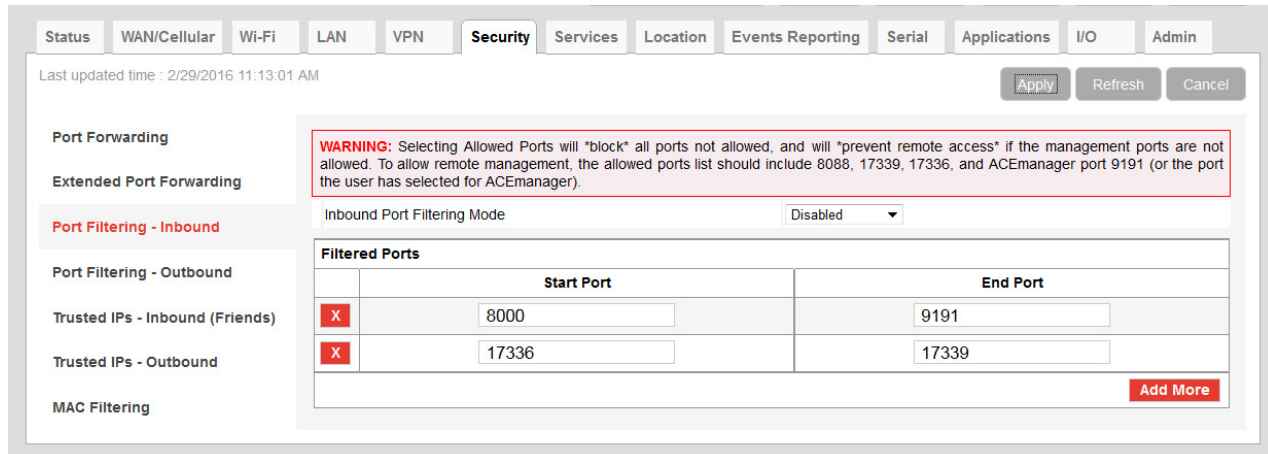 Status WAN/Cellular Wi-Fi LAN VPN Security Services Location Events Reporting Serial Applications I/O Admin
Last updated time : 2/29/2016 11:13:01 AM
Apply Refresh Cancel
Port Forwarding
Extended Port Forwarding
Port Filtering - Inbound
Port Filtering - Outbound
Trusted IPs - Inbound (Friends)
Trusted IPs - Outbound
MAC Filtering
WARNING: Selecting Allowed Ports will *block* all ports not allowed, and will *prevent remote access* if the management ports are not
allowed. To allow remote management, the allowed ports list should include 8088, 17339, 17336, and ACEmanager port 9191 (or the port
the user has selected for ACEmanager).
Inbound Port Filtering Mode Disabled
Filtered Ports
Start Port End Port
X 8000 9191
X 17336 17339
Add More